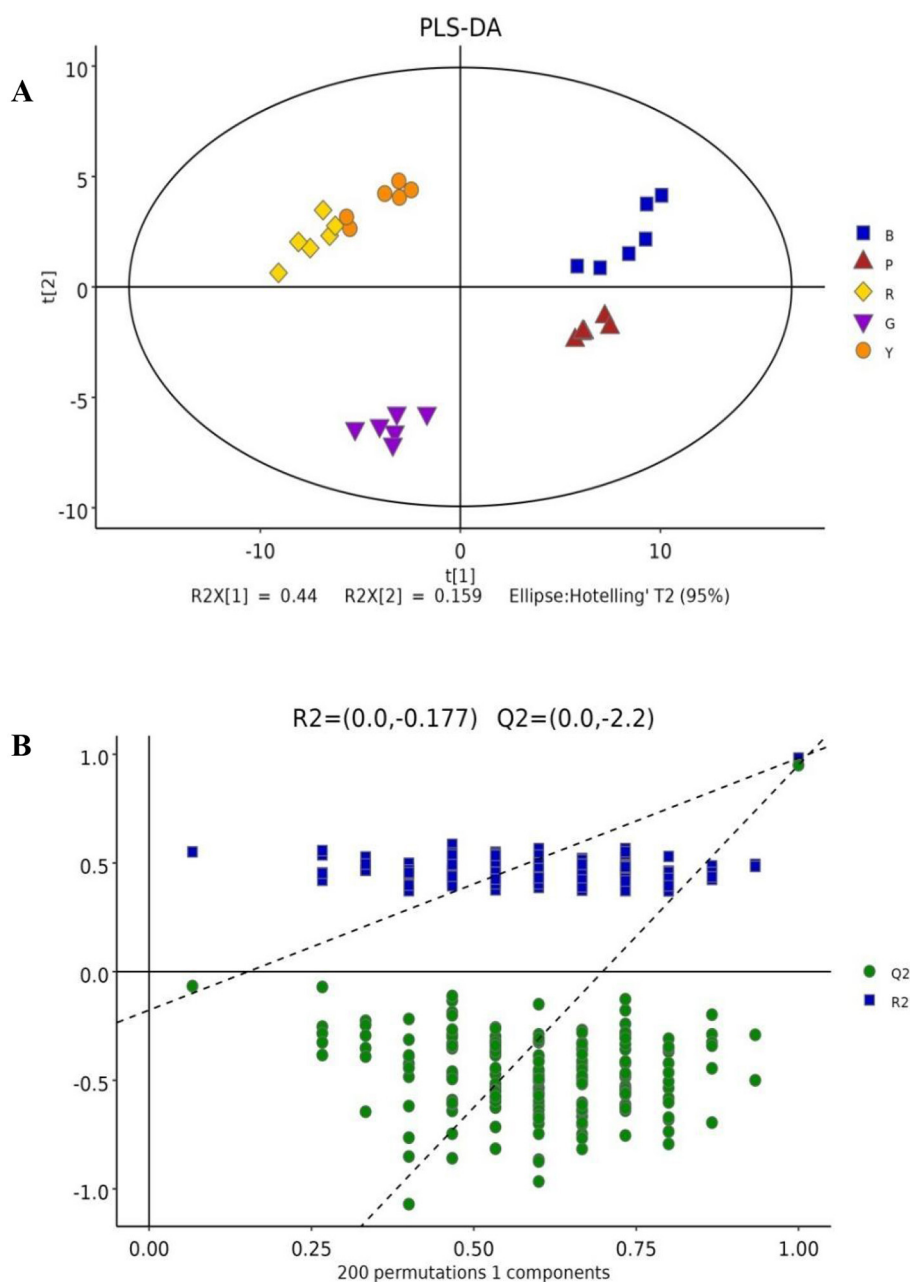 PLS-DA
A
10
5
0
-5
-10
t[2]
-10
0
10
t[1]
R2X[1] = 0.44 R2X[2] = 0.159 Ellipse:Hotelling' T2 (95%)
B
P
R
G
Y
R2=(0.0,-0.177) Q2=(0.0,-2.2)
B
1.0
0.5
0.0
-0.5
-1.0
0.00
0.25
0.50
0.75
1.00
200 permutations 1 components
Q2
R2